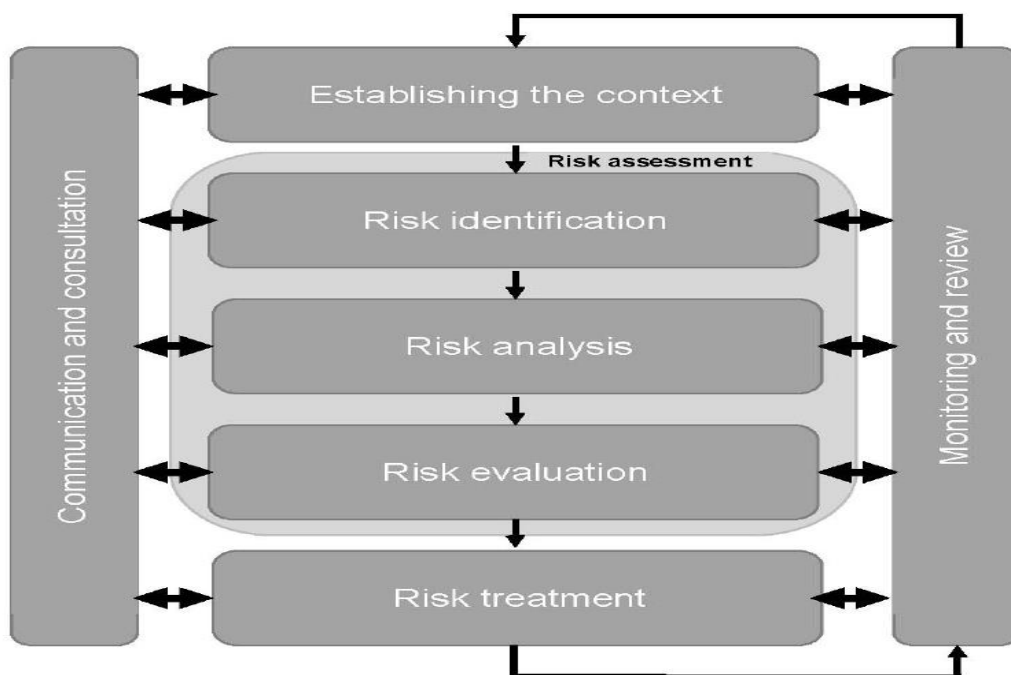 Establishing the context
Risk assessment
Risk identification
Risk analysis
Risk evaluation
Risk treatment
Communication and consultation
Monitoring and review